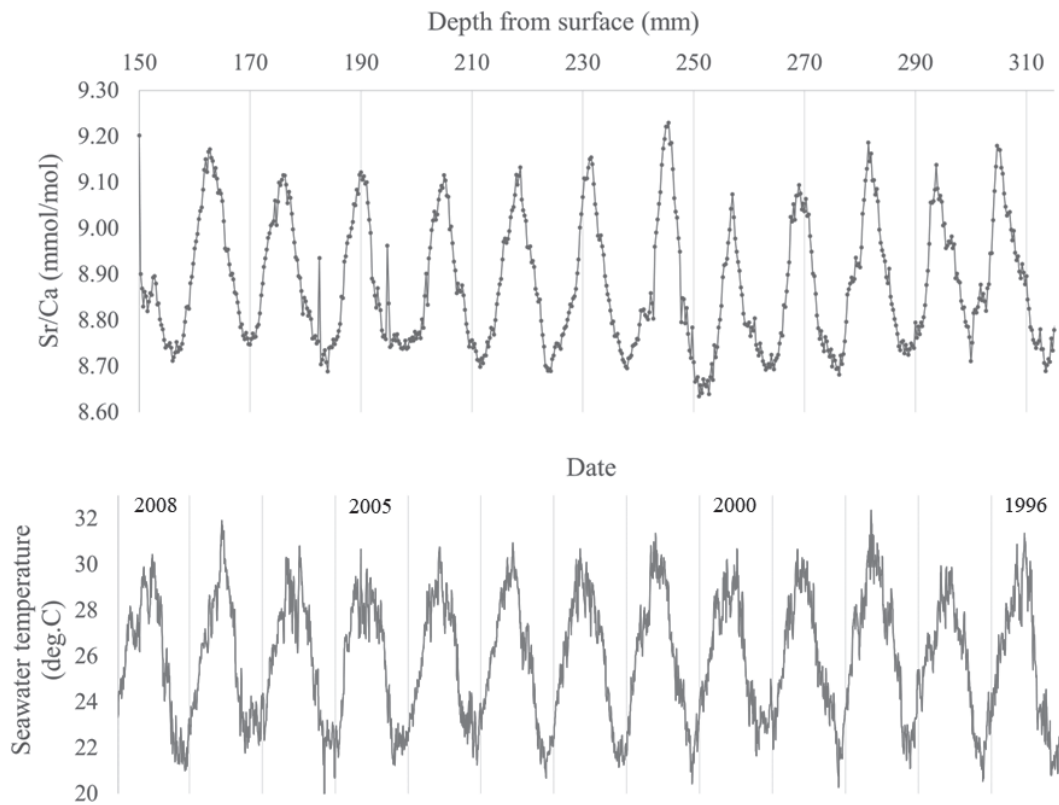 Depth from surface (mm)
150 170 190 210 230 250 270 290 310
9.30
9.20
9.10
9.00
8.90
8.80
8.70
8.60
Sr/Ca (mmol/mol)
Date
2008 2005 2000 1996
32
30
28
26
24
22
20
Seawater temperature
(deg.C)